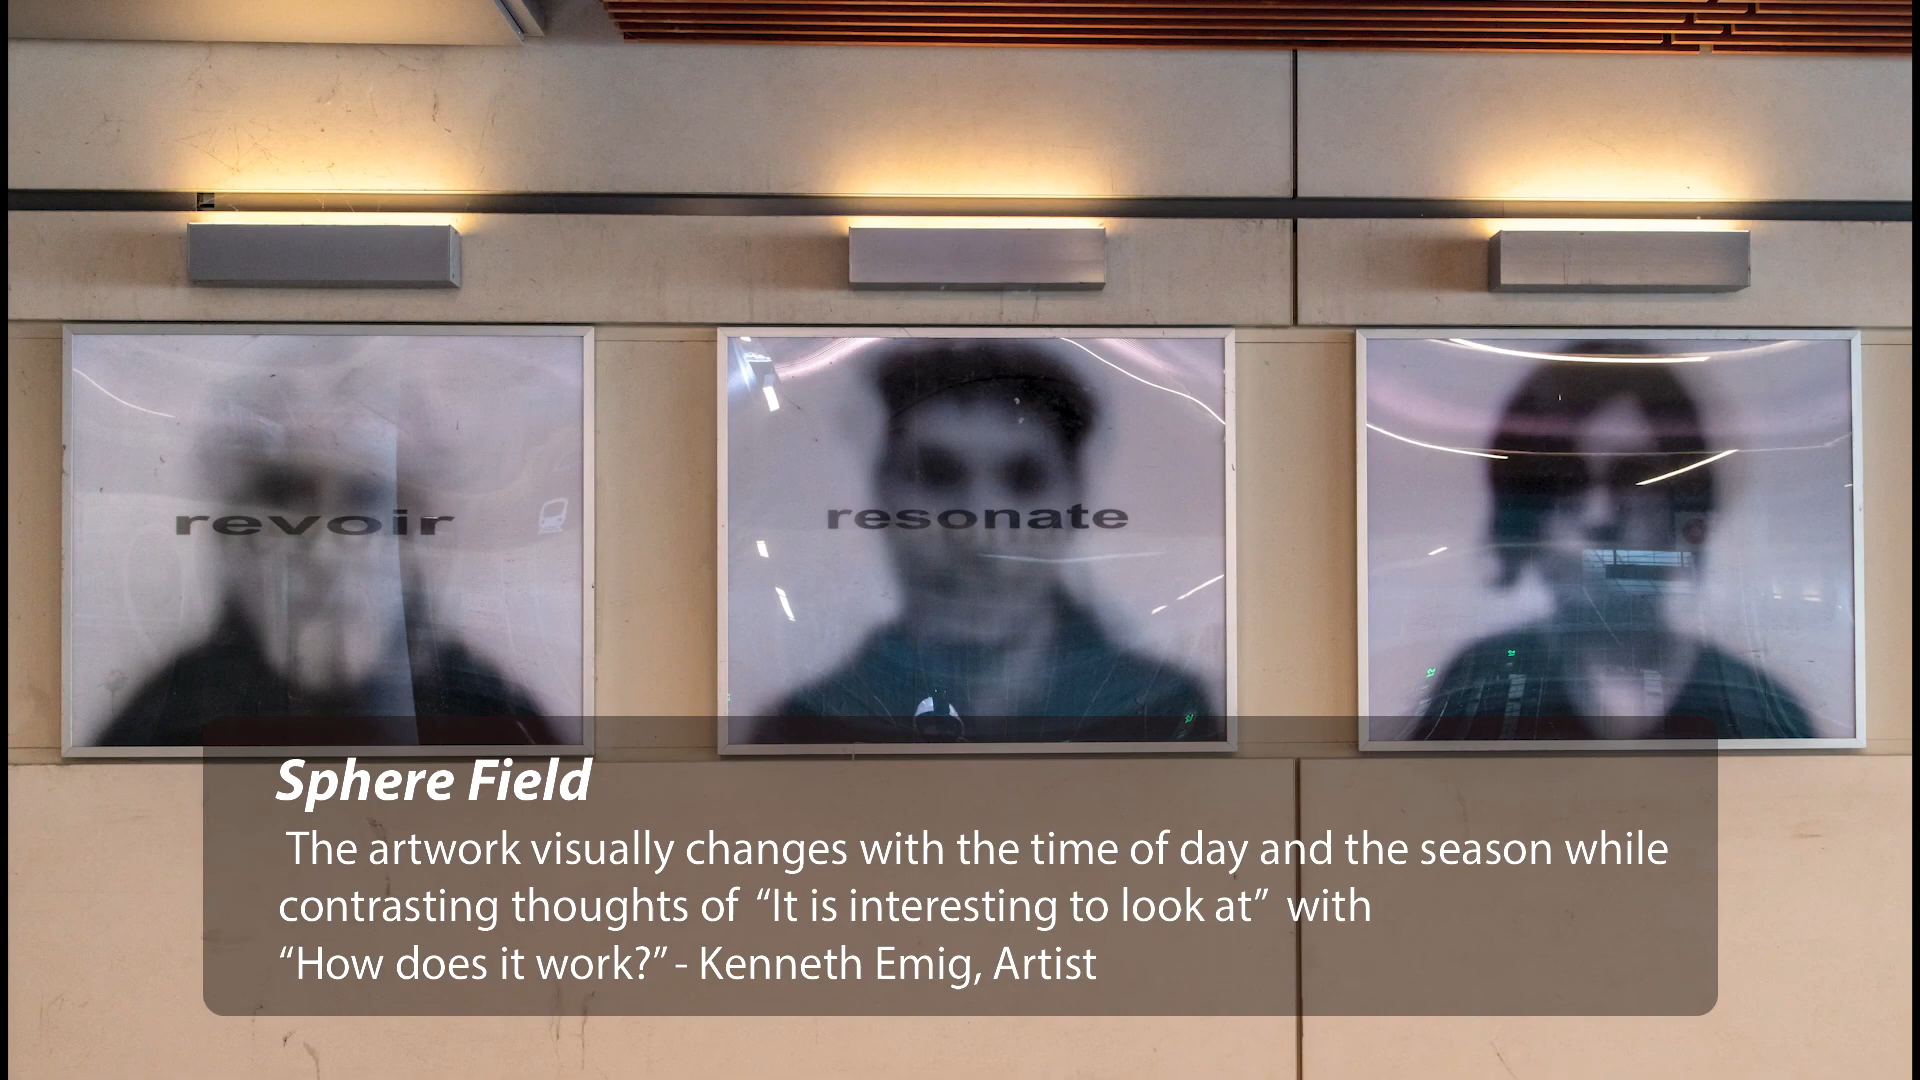 revoir
resonate
Sphere Field
The artwork visually changes with the time of day and the season while
contrasting thoughts of “It is interesting to look at” with
“How does it work?” - Kenneth Emig, Artist